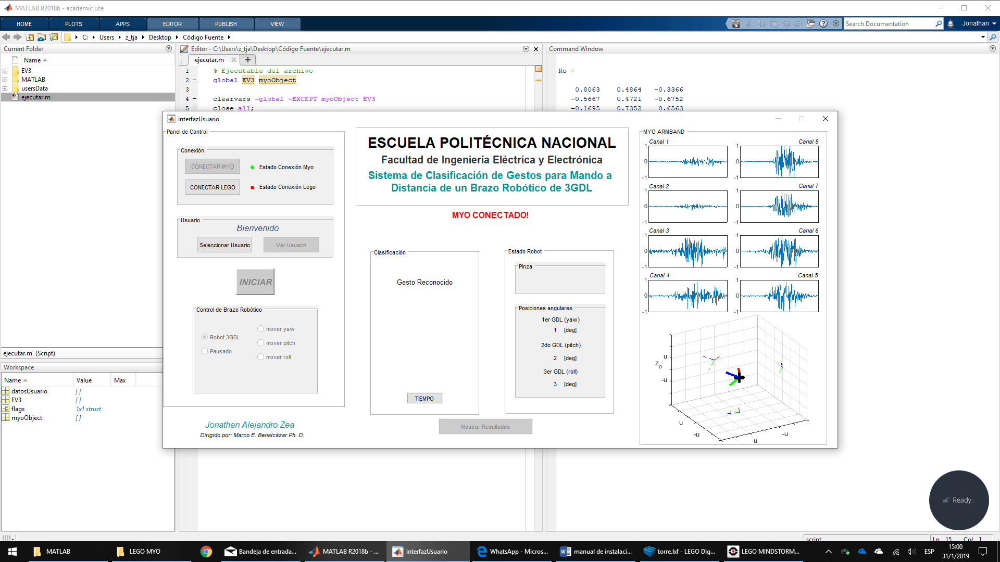 MATLAB R2018b - academic use
HOME PLOTS APPS EDITOR PUBLISH VIEW
Search Documentation
Jonathan
C: Users z_tja Desktop Código Fuente
Current Folder
Name
EV3
MATLAB
usersData
ejecutar.m
ejecutar.m (Script)
Workspace
Name Value Max
datosUsuario [ ]
EV3 [ ]
flags 1x1 struct
myoObject [ ]
Editor - C:\Users\z_tja\Desktop\Código Fuente\ejecutar.m
ejecutar.m
1 % Ejecutable del archivo
2 global EV3 myoObject
3
4 clearvars -global -EXCEPT myoObject EV3
5 close all;
Command Window
Ro =
0.8063 0.4864 -0.3366
-0.5667 0.4721 -0.6752
-0.1695 0.7352 0.6563
interfazUsuario
Panel de Control
Conexión
CONECTAR MYO
Estado Conexión Myo
CONECTAR LEGO
Estado Conexión Lego
Usuario
Bienvenido
Seleccionar Usuario
Ver Usuario
INICIAR
Control de Brazo Robótico
Robot 3GDL
Pausado
mover yaw
mover pitch
mover roll
Jonathan Alejandro Zea
Dirigido por: Marco E. Benalcázar Ph. D.
ESCUELA POLITÉCNICA NACIONAL
Facultad de Ingeniería Eléctrica y Electrónica
Sistema de Clasificación de Gestos para Mando a
Distancia de un Brazo Robótico de 3GDL
MYO CONECTADO!
Clasificación
Gesto Reconocido
TIEMPO
Estado Robot
Pinza
Posiciones angulares
1er GDL (yaw)
1 [deg]
2do GDL (pitch)
2 [deg]
3er GDL (roll)
3 [deg]
Mostrar Resultados
MYO ARMBAND
Canal 1
1
0
-1
Canal 8
1
0
-1
Canal 2
1
0
-1
Canal 7
1
0
-1
Canal 3
1
0
-1
Canal 6
1
0
-1
Canal 4
1
0
-1
Canal 5
1
0
-1
zo
u
-u
u
-u
u
-u
Ready .
script
Ln 15 Col 1
MATLAB
LEGO MYO
Bandeja de entrada...
MATLAB R2018b - ...
interfazUsuario
WhatsApp - Micros...
manual de instalaci...
torre.lxf - LEGO Dig...
LEGO MINDSTORM...
ESP
15:00
31/1/2019